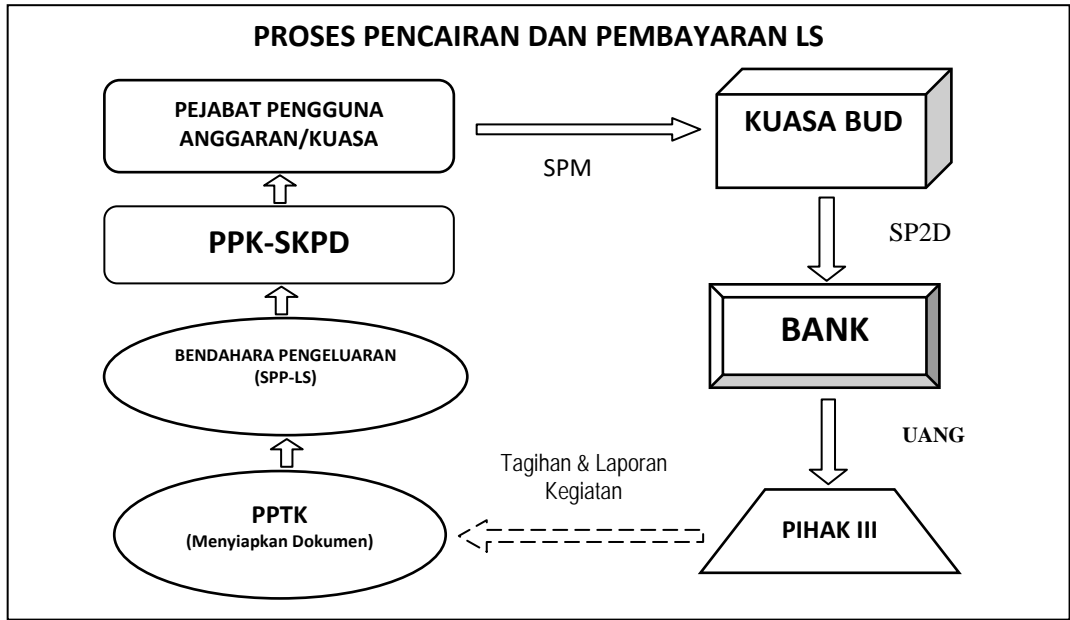 PROSES PENCAIRAN DAN PEMBAYARAN LS
PEJABAT PENGGUNA
ANGGARAN/KUASA
SPM
KUASA BUD
PPK-SKPD
SP2D
BENDAHARA PENGELUARAN
(SPP-LS)
BANK
UANG
PPTK
(Menyiapkan Dokumen)
Tagihan & Laporan
Kegiatan
PIHAK III